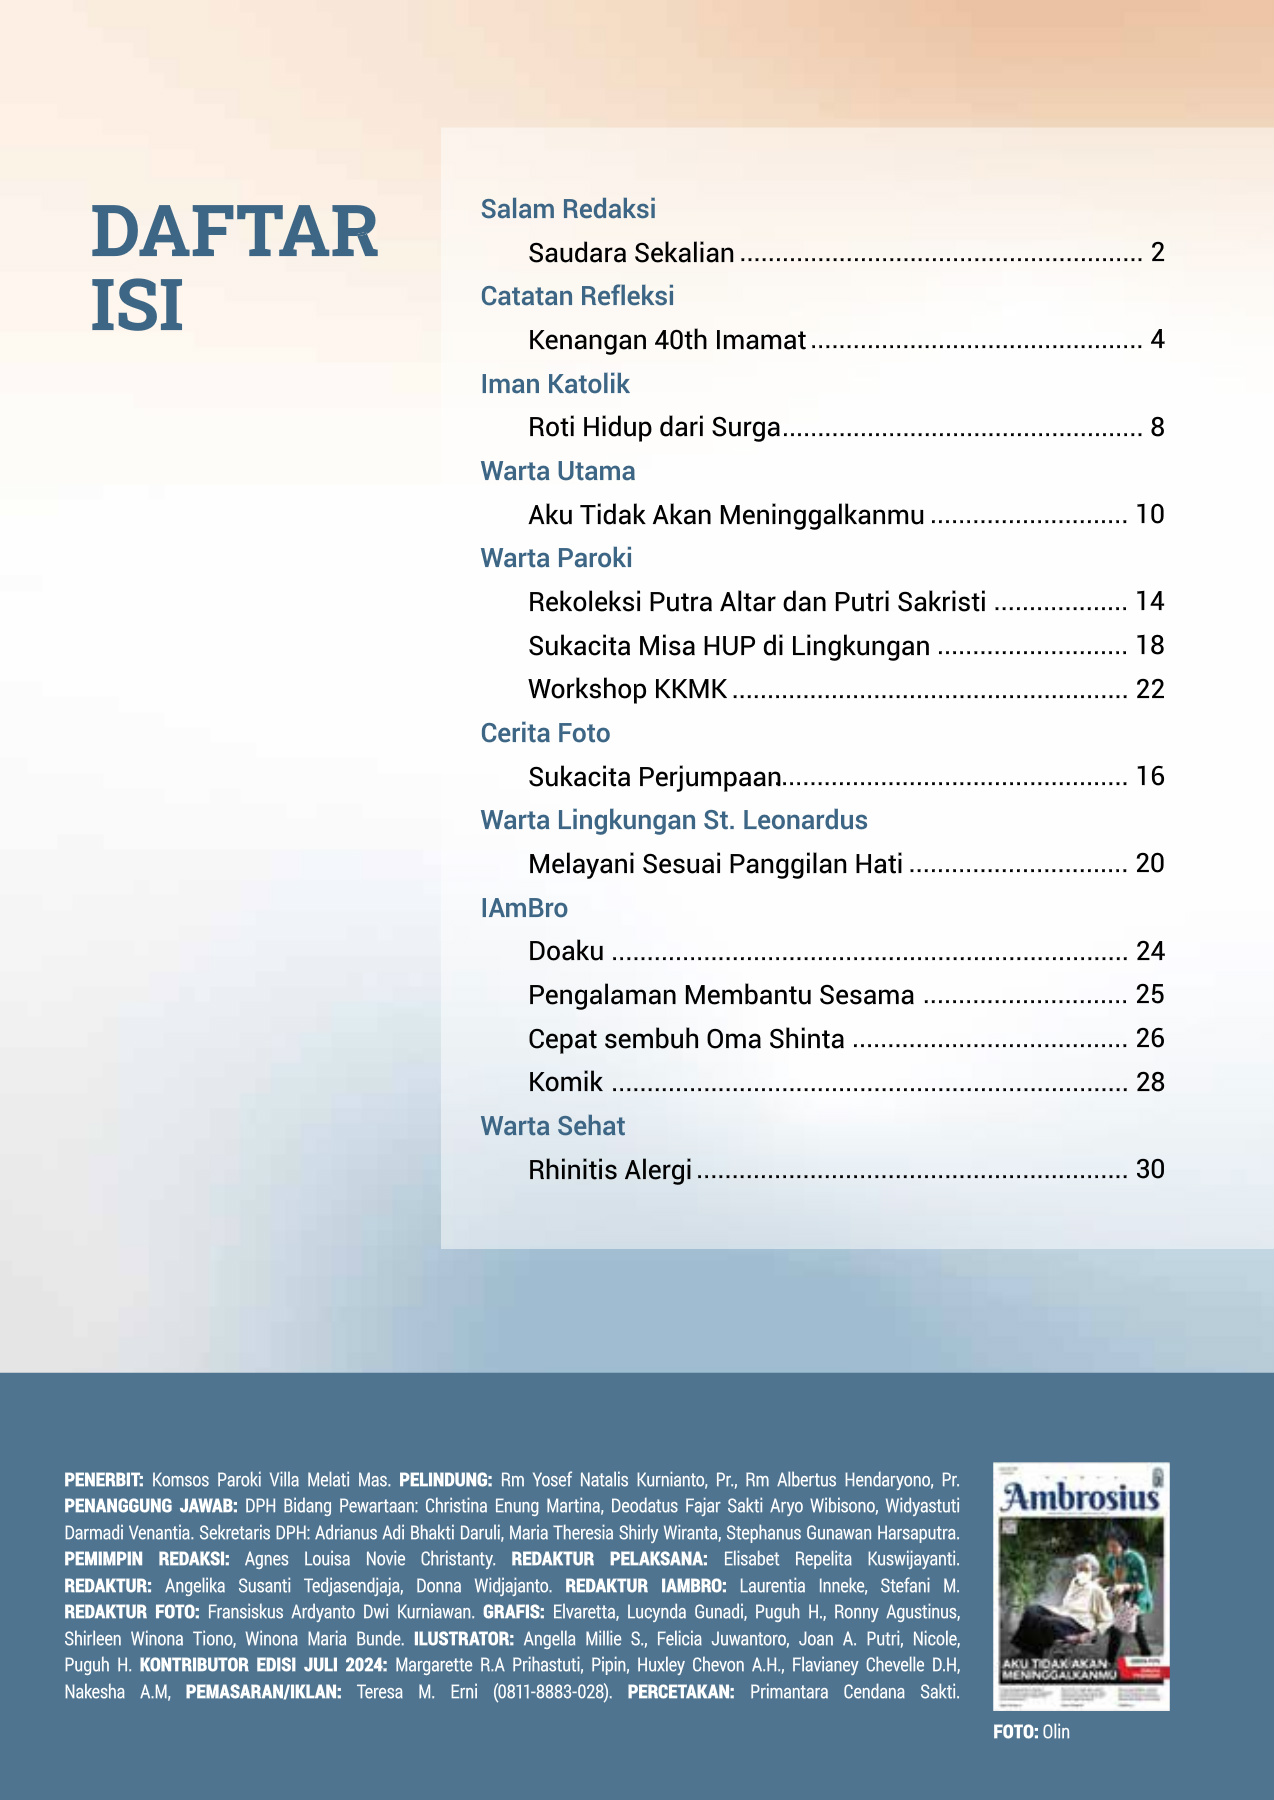 DAFTAR
ISI
Salam Redaksi
Saudara Sekalian ........................................................ 2
Catatan Refleksi
Kenangan 40th Imamat .............................................. 4
Iman Katolik
Roti Hidup dari Surga.................................................. 8
Warta Utama
Aku Tidak Akan Meninggalkanmu ........................... 10
Warta Paroki
Rekoleksi Putra Altar dan Putri Sakristi ................... 14
Sukacita Misa HUP di Lingkungan ........................... 18
Workshop KKMK ....................................................... 22
Cerita Foto
Sukacita Perjumpaan................................................. 16
Warta Lingkungan St. Leonardus
Melayani Sesuai Panggilan Hati ............................... 20
IAmBro
Doaku ........................................................................ 24
Pengalaman Membantu Sesama ............................. 25
Cepat sembuh Oma Shinta ....................................... 26
Komik ........................................................................ 28
Warta Sehat
Rhinitis Alergi ............................................................ 30
PENERBIT: Komsos Paroki Villa Melati Mas. PELINDUNG: Rm Yosef Natalis Kurnianto, Pr., Rm Albertus Hendaryono, Pr.
PENANGGUNG JAWAB: DPH Bidang Pewartaan: Christina Enung Martina, Deodatus Fajar Sakti Aryo Wibisono, Widyastuti
Darmadi Venantia. Sekretaris DPH: Adrianus Adi Bhakti Daruli, Maria Theresia Shirly Wiranta, Stephanus Gunawan Harsaputra.
PEMIMPIN REDAKSI: Agnes Louisa Novie Christanty. REDAKTUR PELAKSANA: Elisabet Repelita Kuswijayanti.
REDAKTUR: Angelika Susanti Tedjasendjaja, Donna Widjajanto. REDAKTUR IAMBRO: Laurentia Inneke, Stefani M.
REDAKTUR FOTO: Fransiskus Ardyanto Dwi Kurniawan. GRAFIS: Elvaretta, Lucynda Gunadi, Puguh H., Ronny Agustinus,
Shirleen Winona Tiono, Winona Maria Bunde. ILUSTRATOR: Angella Millie S., Felicia Juwantoro, Joan A. Putri, Nicole,
Puguh H. KONTRIBUTOR EDISI JULI 2024: Margarette R.A Prihastuti, Pipin, Huxley Chevon A.H., Flavianey Chevelle D.H,
Nakesha A.M, PEMASARAN/IKLAN: Teresa M. Erni (0811-8883-028). PERCETAKAN: Primantara Cendana Sakti.
Ambrosius
AKU TIDAK AKAN
MENINGGALKANMU
FOTO: Olin